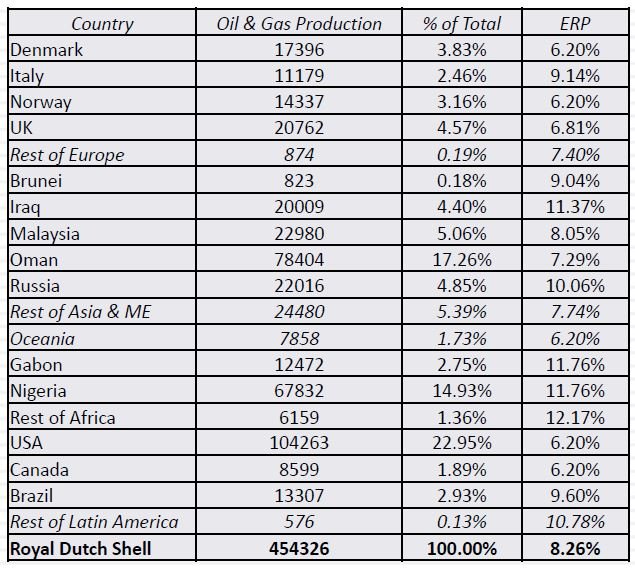 Country Oil & Gas Production % of Total ERP
Denmark 17396 3.83% 6.20%
Italy 11179 2.46% 9.14%
Norway 14337 3.16% 6.20%
UK 20762 4.57% 6.81%
Rest of Europe 874 0.19% 7.40%
Brunei 823 0.18% 9.04%
Iraq 20009 4.40% 11.37%
Malaysia 22980 5.06% 8.05%
Oman 78404 17.26% 7.29%
Russia 22016 4.85% 10.06%
Rest of Asia & ME 24480 5.39% 7.74%
Oceania 7858 1.73% 6.20%
Gabon 12472 2.75% 11.76%
Nigeria 67832 14.93% 11.76%
Rest of Africa 6159 1.36% 12.17%
USA 104263 22.95% 6.20%
Canada 8599 1.89% 6.20%
Brazil 13307 2.93% 9.60%
Rest of Latin America 576 0.13% 10.78%
Royal Dutch Shell 454326 100.00% 8.26%